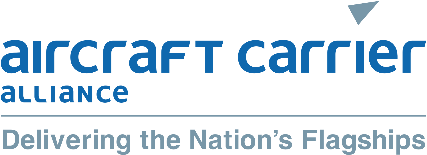 aircraft carrier
alliance
Delivering the Nation's Flagships